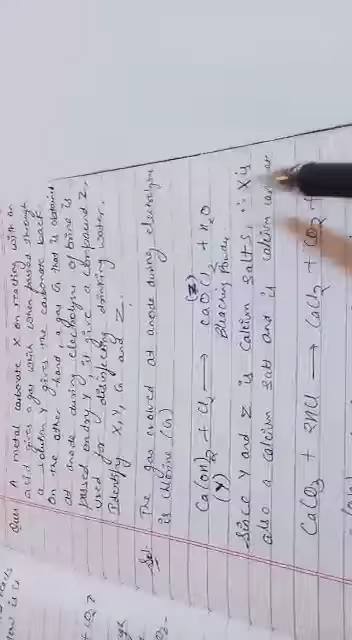 Ques A metal carbonate X on reacting with an
acid gives a gas which when passed through
a solution Y gives the carbonate back.
On the other hand, a gas G that is obtained
at anode during electrolysis of brine is
passed on dry Y, it give a compound Z,
used for disinfecting drinking water.
Identify X, Y, G and Z.
Sol: The gas evolved at anode during electrolysis
is chlorine (G)
Ca(OH)2 + Cl2 → CaOCl2 + H2O
(Y) (Z)
Bleaching Powder
Since Y and Z is calcium salts, ∴ X is
also a calcium salt and is calcium
CaCO3 + 2HCl → CaCl2 + CO2 +